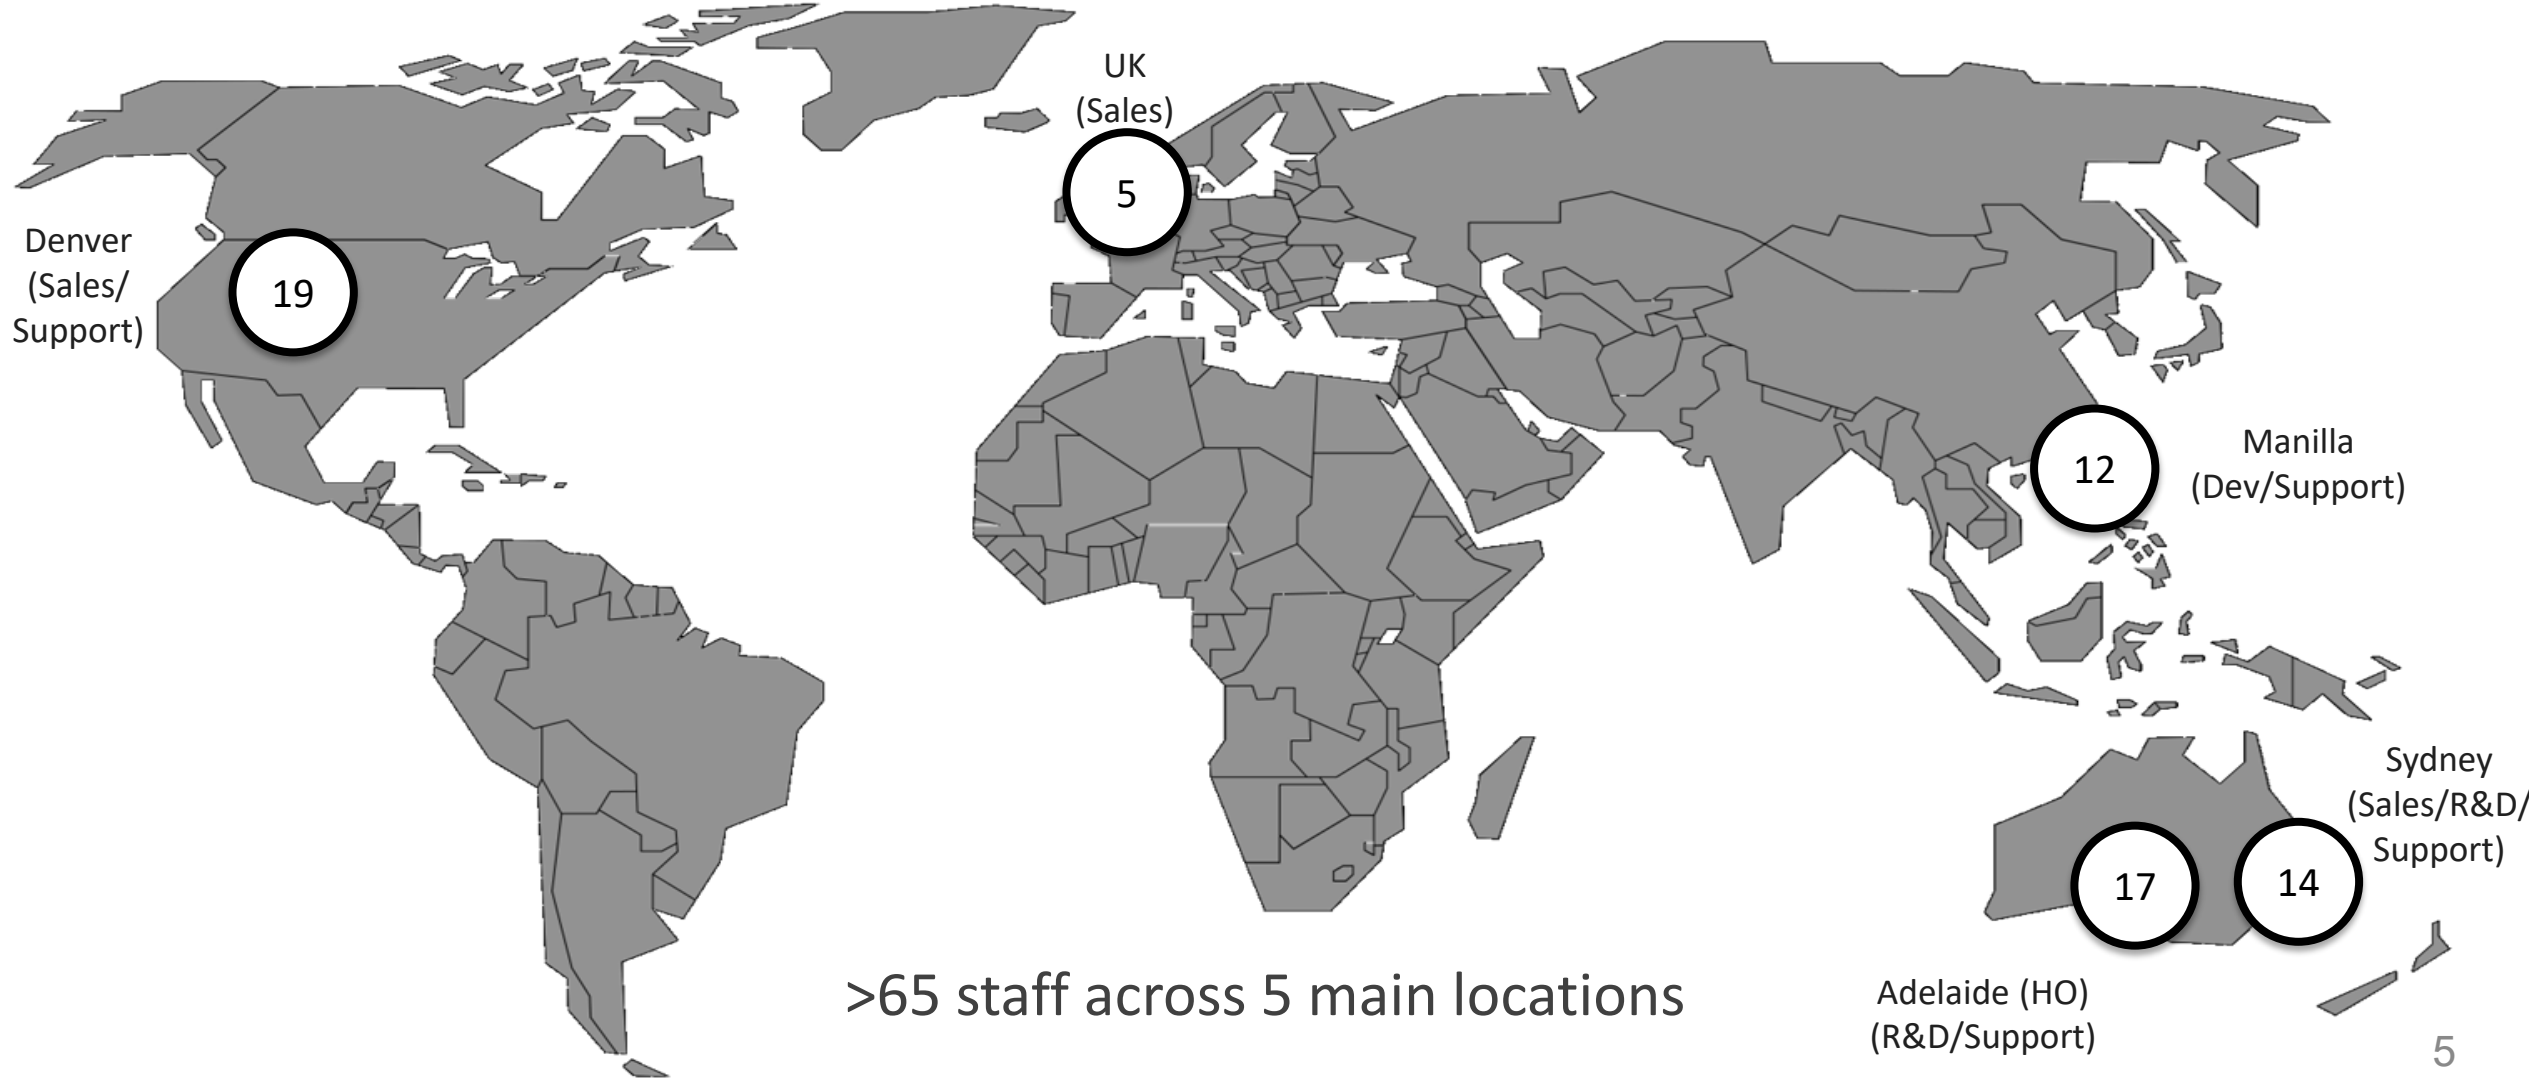 UK
(Sales)
5
Denver
(Sales/
Support)
19
12
Manilla
(Dev/Support)
Sydney
(Sales/R&D/
Support)
17
14
>65 staff across 5 main locations
Adelaide (HO)
(R&D/Support)
5